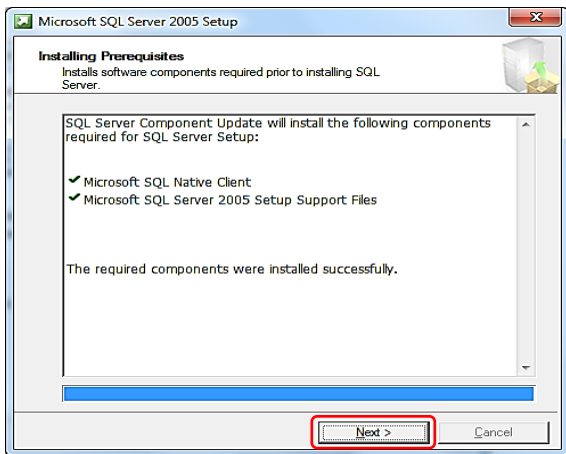 Microsoft SQL Server 2005 Setup
Installing Prerequisites
Installs software components required prior to installing SQL
Server.
SQL Server Component Update will install the following components
required for SQL Server Setup:
Microsoft SQL Native Client
Microsoft SQL Server 2005 Setup Support Files
The required components were installed successfully.
Next >
Cancel